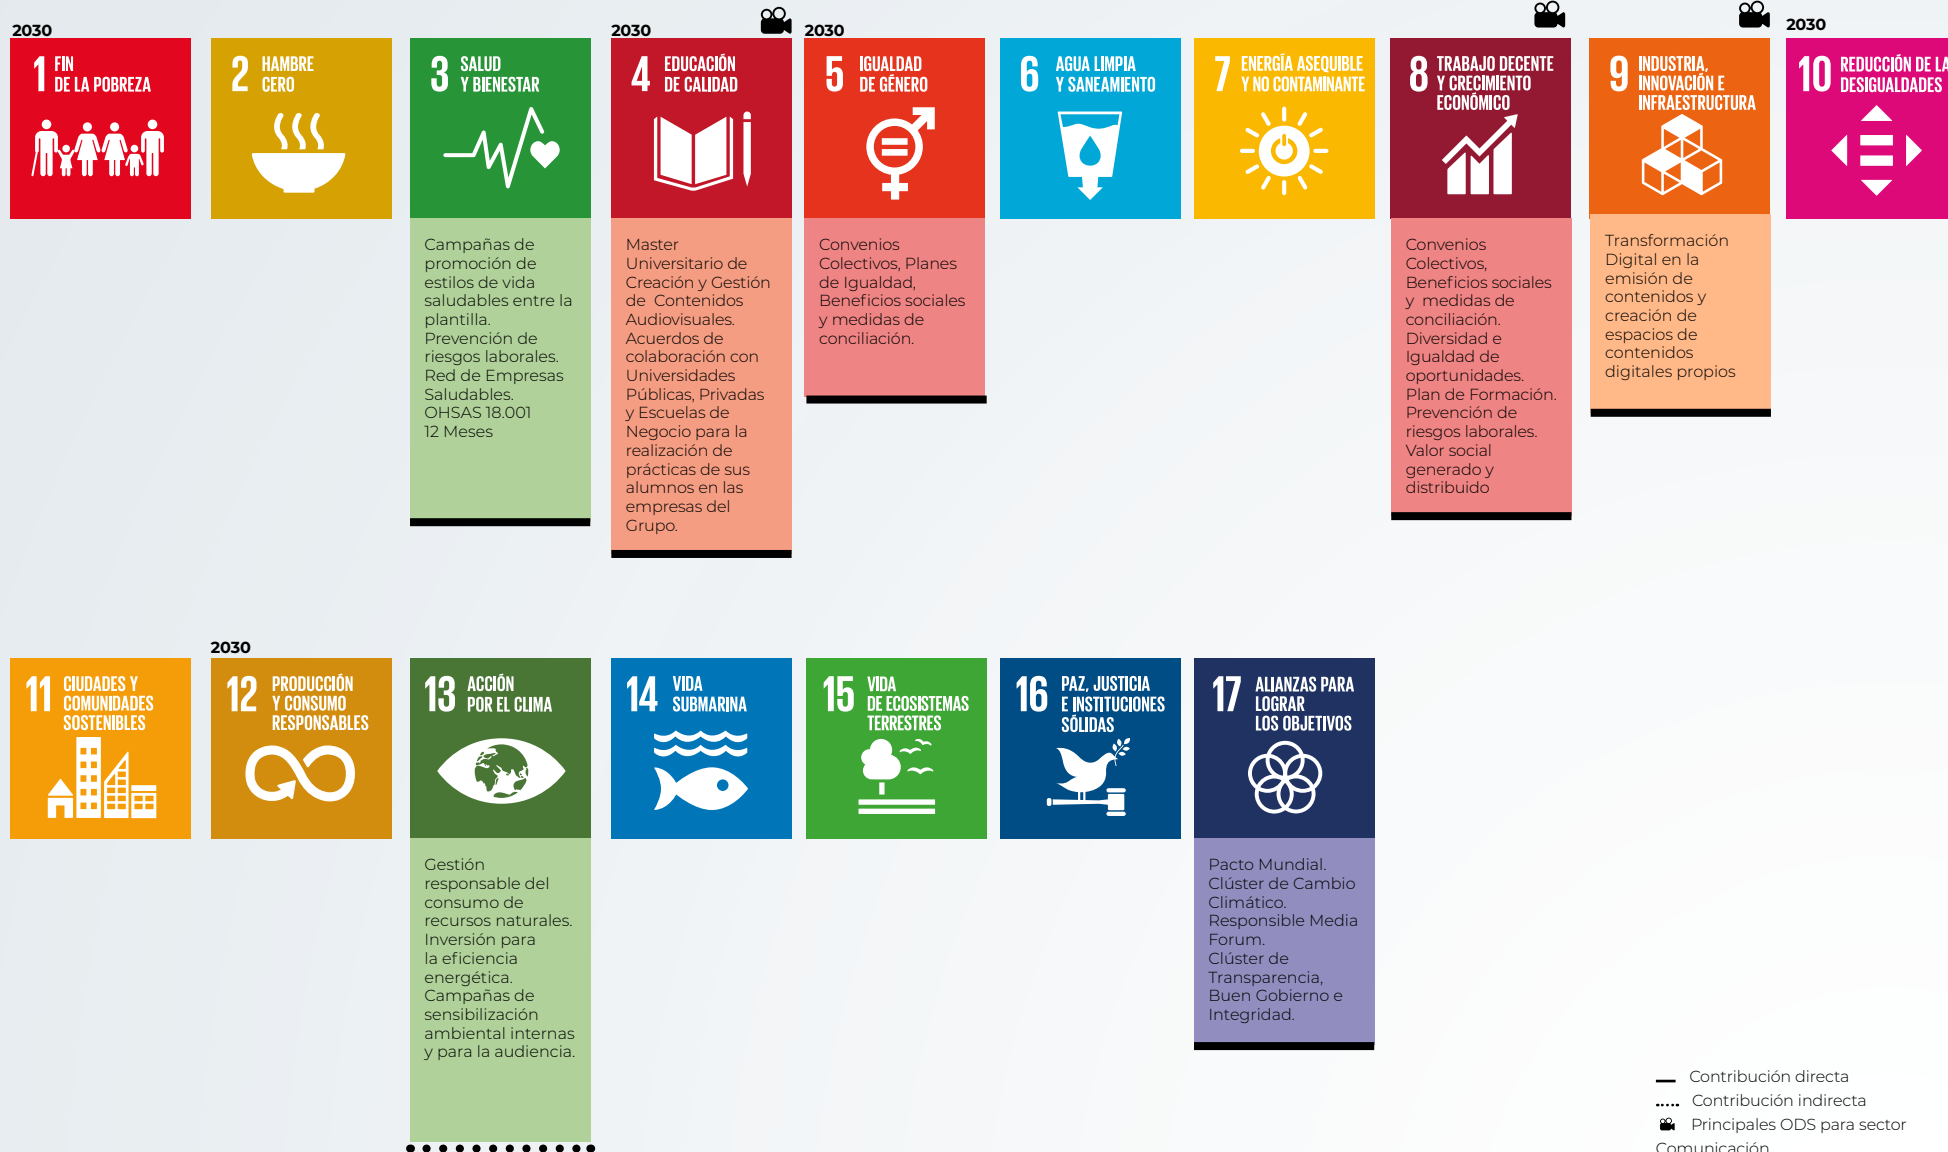 2030
1 FIN
DE LA POBREZA
2 HAMBRE
CERO
3 SALUD
Y BIENESTAR
Campañas de
promoción de
estilos de vida
saludables entre la
plantilla.
Prevención de
riesgos laborales.
Red de Empresas
Saludables.
OHSAS 18.001
12 Meses
2030
4 EDUCACIÓN
DE CALIDAD
Master
Universitario de
Creación y Gestión
de Contenidos
Audiovisuales.
Acuerdos de
colaboración con
Universidades
Públicas, Privadas
y Escuelas de
Negocio para la
realización de
prácticas de sus
alumnos en las
empresas del
Grupo.
2030
5 IGUALDAD
DE GÉNERO
Convenios
Colectivos, Planes
de Igualdad,
Beneficios sociales
y medidas de
conciliación.
6 AGUA LIMPIA
Y SANEAMIENTO
7 ENERGÍA ASEQUIBLE
Y NO CONTAMINANTE
8 TRABAJO DECENTE
Y CRECIMIENTO
ECONÓMICO
Convenios
Colectivos,
Beneficios sociales
y medidas de
conciliación.
Diversidad e
Igualdad de
oportunidades.
Plan de Formación.
Prevención de
riesgos laborales.
Valor social
generado y
distribuido
9 INDUSTRIA,
INNOVACIÓN E
INFRAESTRUCTURA
Transformación
Digital en la
emisión de
contenidos y
creación de
espacios de
contenidos
digitales propios
2030
10 REDUCCIÓN DE LA
DESIGUALDADES
11 CIUDADES Y
COMUNIDADES
SOSTENIBLES
2030
12 PRODUCCIÓN
Y CONSUMO
RESPONSABLES
13 ACCIÓN
POR EL CLIMA
Gestión
responsable del
consumo de
recursos naturales.
Inversión para
la eficiencia
energética.
Campañas de
sensibilización
ambiental internas
y para la audiencia.
14 VIDA
SUBMARINA
15 VIDA
DE ECOSISTEMAS
TERRESTRES
16 PAZ, JUSTICIA
E INSTITUCIONES
SÓLIDAS
17 ALIANZAS PARA
LOGRAR
LOS OBJETIVOS
Pacto Mundial.
Clúster de Cambio
Climático.
Responsible Media
Forum.
Clúster de
Transparencia,
Buen Gobierno e
Integridad.
Contribución directa
Contribución indirecta
Principales ODS para sector
Comunicación